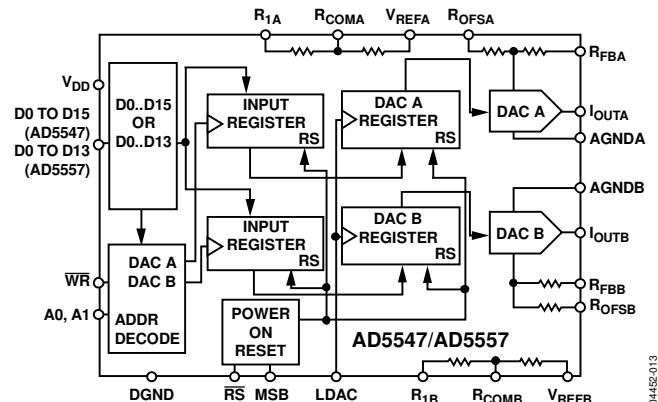 R1A RCOMA VREFA ROFSA
RFBA
VDD
D0 TO D15
(AD5547)
D0 TO D13
(AD5557)
D0..D15
OR
D0..D13
INPUT
REGISTER
RS
DAC A
REGISTER
RS
DAC A
IOUTA
AGNDA
INPUT
REGISTER
RS
DAC B
REGISTER
RS
AGNDB
DAC B
IOUTB
RFBB
ROFSB
WR
A0, A1
DAC A
DAC B
ADDR
DECODE
POWER
ON
RESET
AD5547/AD5557
DGND RS MSB LDAC R1B RCOMB VREFB
04452-013